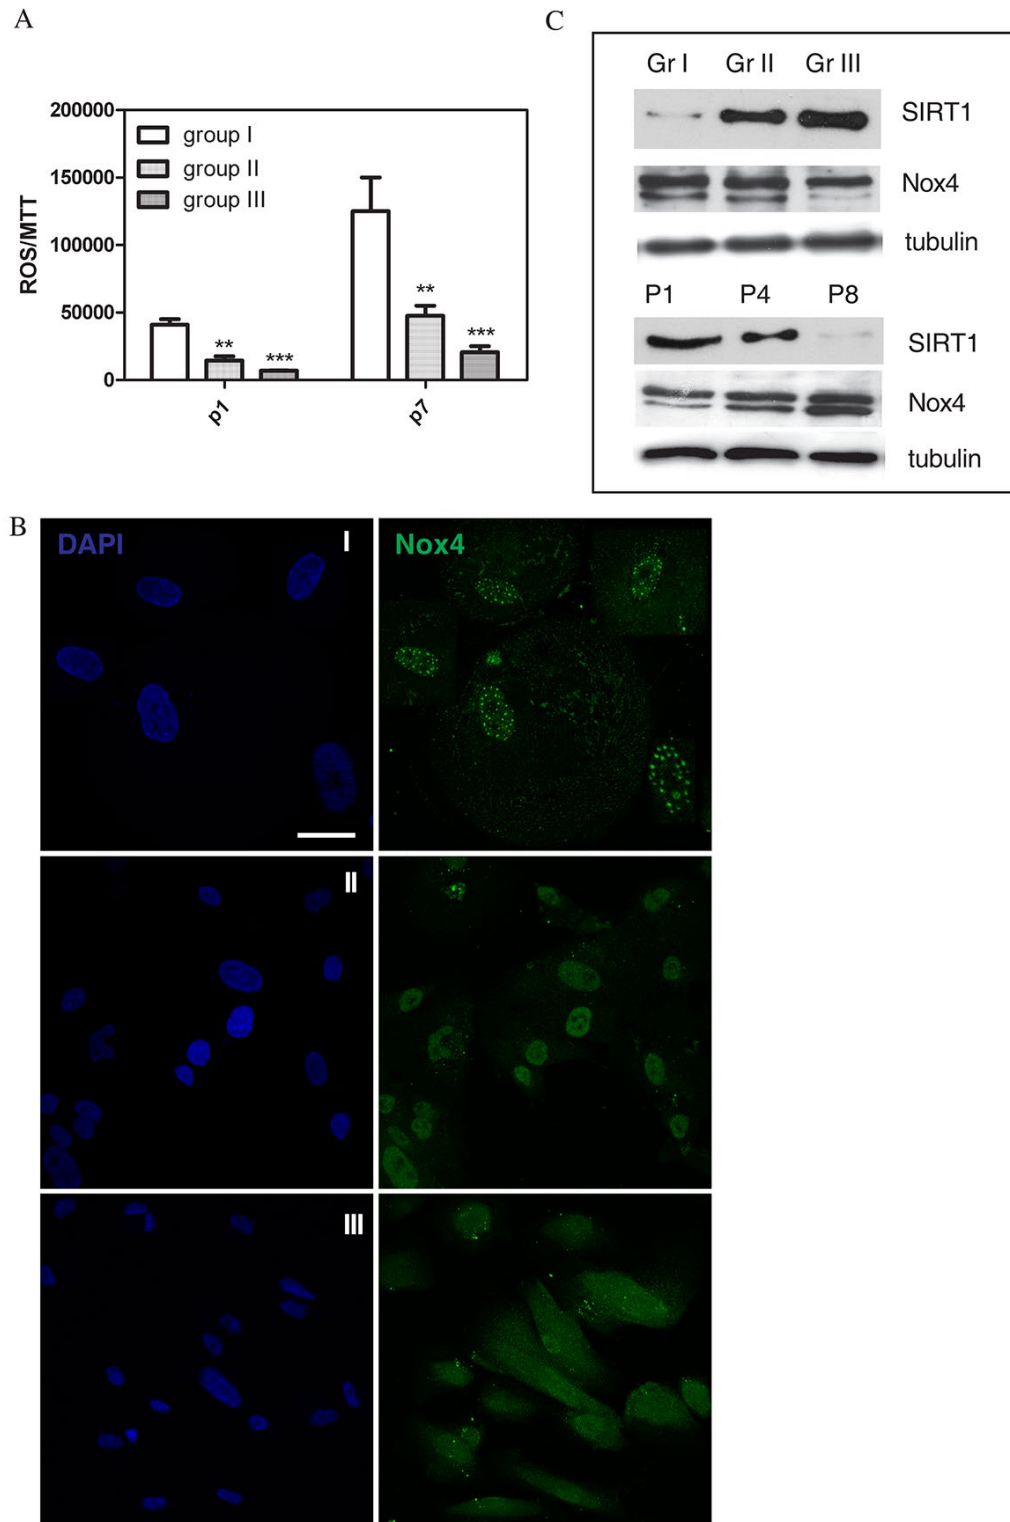 A
200000
150000
100000
50000
0
ROS/MTT
group I
group II
group III
** ***
** ***
p1 p7
C
Gr I Gr II Gr III
SIRT1
Nox4
tubulin
P1 P4 P8
SIRT1
Nox4
tubulin
B
DAPI I Nox4
II
III